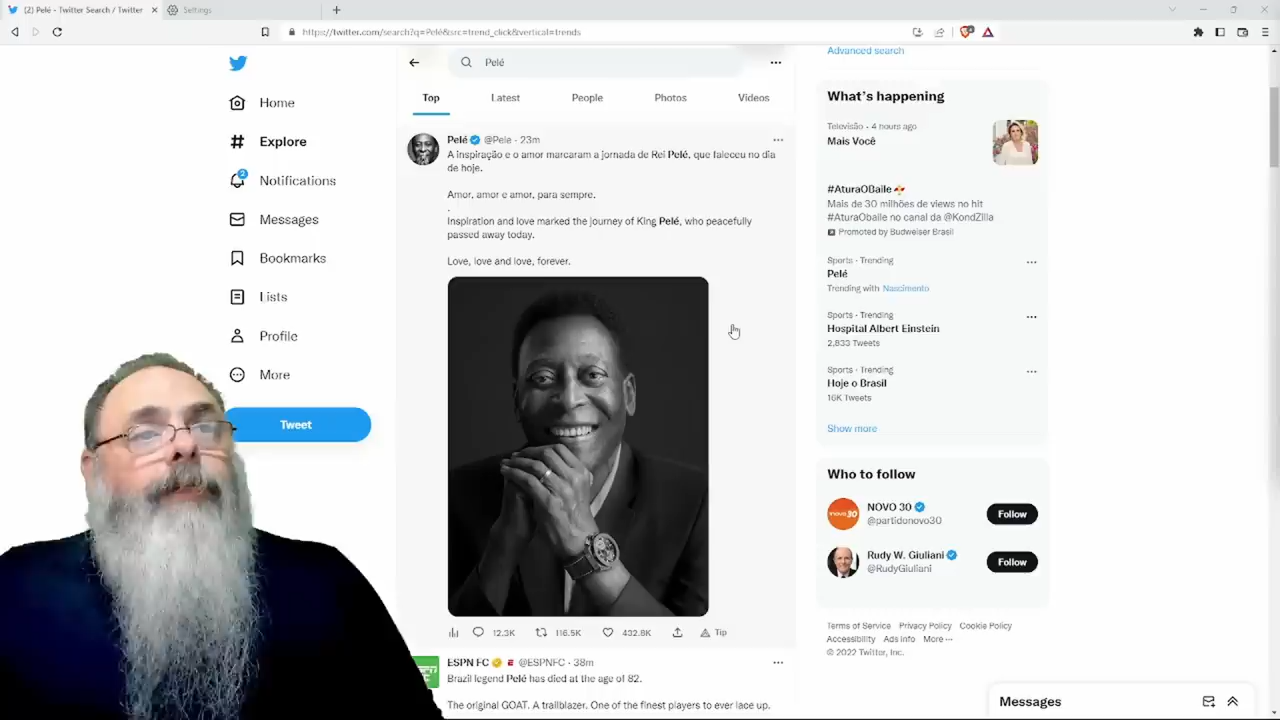 (2) Pelé - Twitter Search / Twitter
Settings
https://twitter.com/search?q=Pelé&src=trend_click&vertical=trends
Pelé
Top
Latest
People
Photos
Videos
Home
Explore
2
Notifications
Messages
Bookmarks
Lists
Profile
More
Tweet
Pelé @Pele · 23m
A inspiração e o amor marcaram a jornada de Rei Pelé, que faleceu no dia
de hoje.
Amor, amor e amor, para sempre.
.
Inspiration and love marked the journey of King Pelé, who peacefully
passed away today.
Love, love and love, forever.
12.3K
116.5K
432.8K
Tip
ESPN FC @ESPNFC · 38m
Brazil legend Pelé has died at the age of 82.
The original GOAT. A trailblazer. One of the finest players to ever lace up.
Advanced search
What's happening
Televisão · 4 hours ago
Mais Você
#AturaOBaile
Mais de 30 milhões de views no hit
#AturaObaile no canal da @KondZilla
Promoted by Budweiser Brasil
Sports · Trending
Pelé
Trending with Nascimento
Sports · Trending
Hospital Albert Einstein
2,833 Tweets
Sports · Trending
Hoje o Brasil
16K Tweets
Show more
Who to follow
NOVO 30
@partidonovo30
Follow
Rudy W. Giuliani
@RudyGiuliani
Follow
Terms of Service Privacy Policy Cookie Policy
Accessibility Ads info More ···
© 2022 Twitter, Inc.
Messages